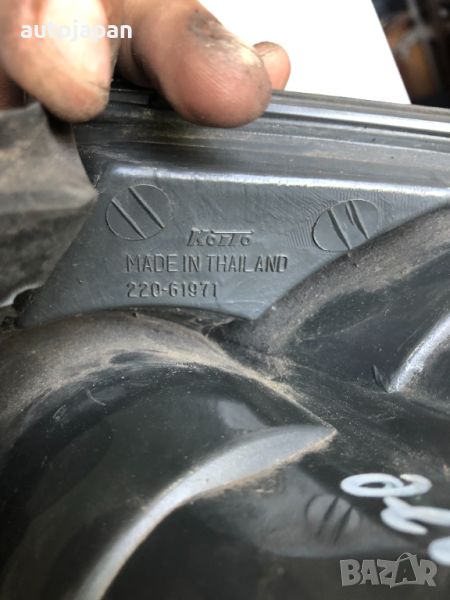 autojapan
KOITO
MADE IN THAILAND
220-61971
BAZAR